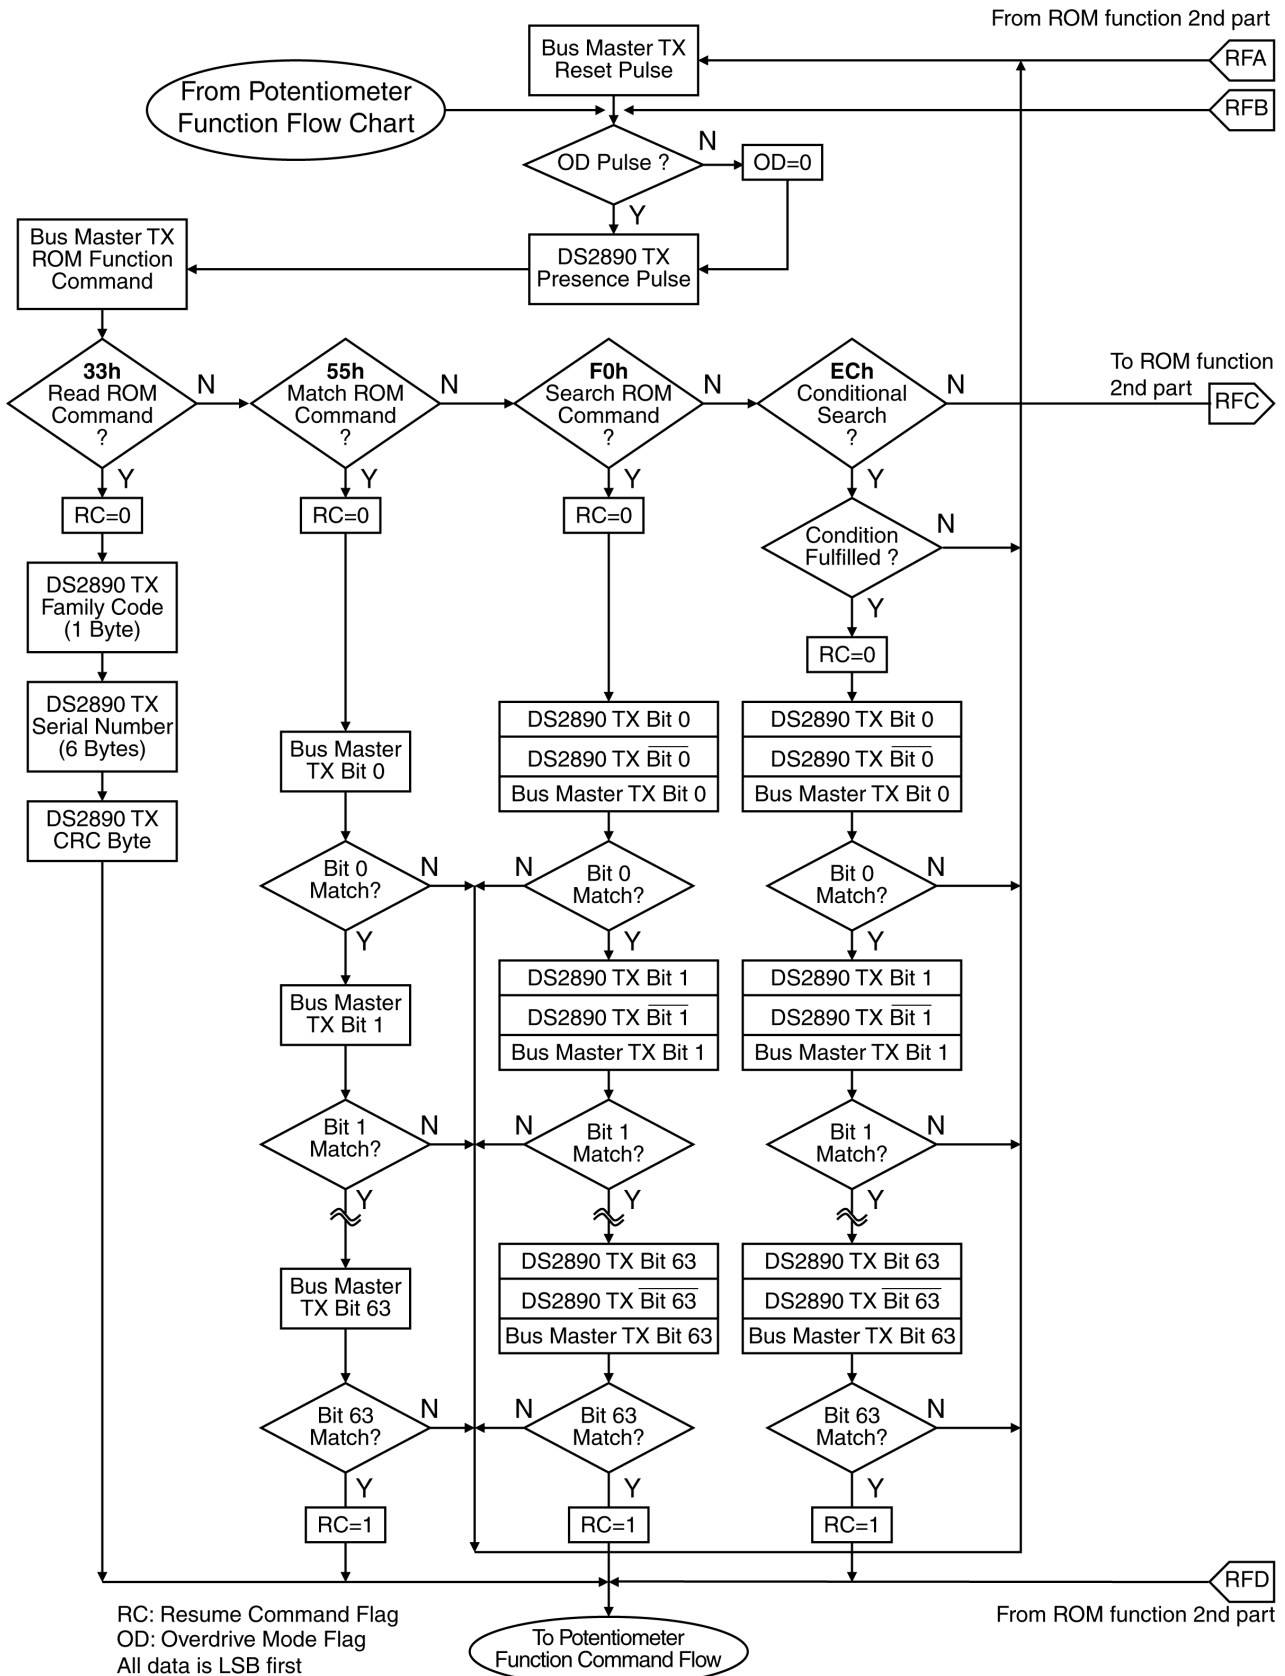 From ROM function 2nd part
Bus Master TX
Reset Pulse
RFA
From Potentiometer
Function Flow Chart
RFB
OD Pulse ?
N
OD=0
Y
Bus Master TX
ROM Function
Command
DS2890 TX
Presence Pulse
33h
Read ROM
Command
?
N
55h
Match ROM
Command
?
N
F0h
Search ROM
Command
?
N
ECh
Conditional
Search
?
N
To ROM function
2nd part
RFC
Y
Y
Y
Y
RC=0
RC=0
RC=0
Condition
Fulfilled ?
N
Y
RC=0
DS2890 TX
Family Code
(1 Byte)
DS2890 TX
Serial Number
(6 Bytes)
DS2890 TX
CRC Byte
Bus Master
TX Bit 0
DS2890 TX Bit 0
DS2890 TX B̅i̅t̅ ̅0̅
Bus Master TX Bit 0
DS2890 TX Bit 0
DS2890 TX B̅i̅t̅ ̅0̅
Bus Master TX Bit 0
Bit 0
Match?
N
N
Bit 0
Match?
Bit 0
Match?
N
Y
Y
Y
Bus Master
TX Bit 1
DS2890 TX Bit 1
DS2890 TX B̅i̅t̅ ̅1̅
Bus Master TX Bit 1
DS2890 TX Bit 1
DS2890 TX B̅i̅t̅ ̅1̅
Bus Master TX Bit 1
Bit 1
Match?
N
N
Bit 1
Match?
Bit 1
Match?
N
Y
Y
Y
Bus Master
TX Bit 63
DS2890 TX Bit 63
DS2890 TX B̅i̅t̅ ̅6̅3̅
Bus Master TX Bit 63
DS2890 TX Bit 63
DS2890 TX B̅i̅t̅ ̅6̅3̅
Bus Master TX Bit 63
Bit 63
Match?
N
N
Bit 63
Match?
Bit 63
Match?
N
Y
Y
Y
RC=1
RC=1
RC=1
RFD
From ROM function 2nd part
RC: Resume Command Flag
OD: Overdrive Mode Flag
All data is LSB first
To Potentiometer
Function Command Flow